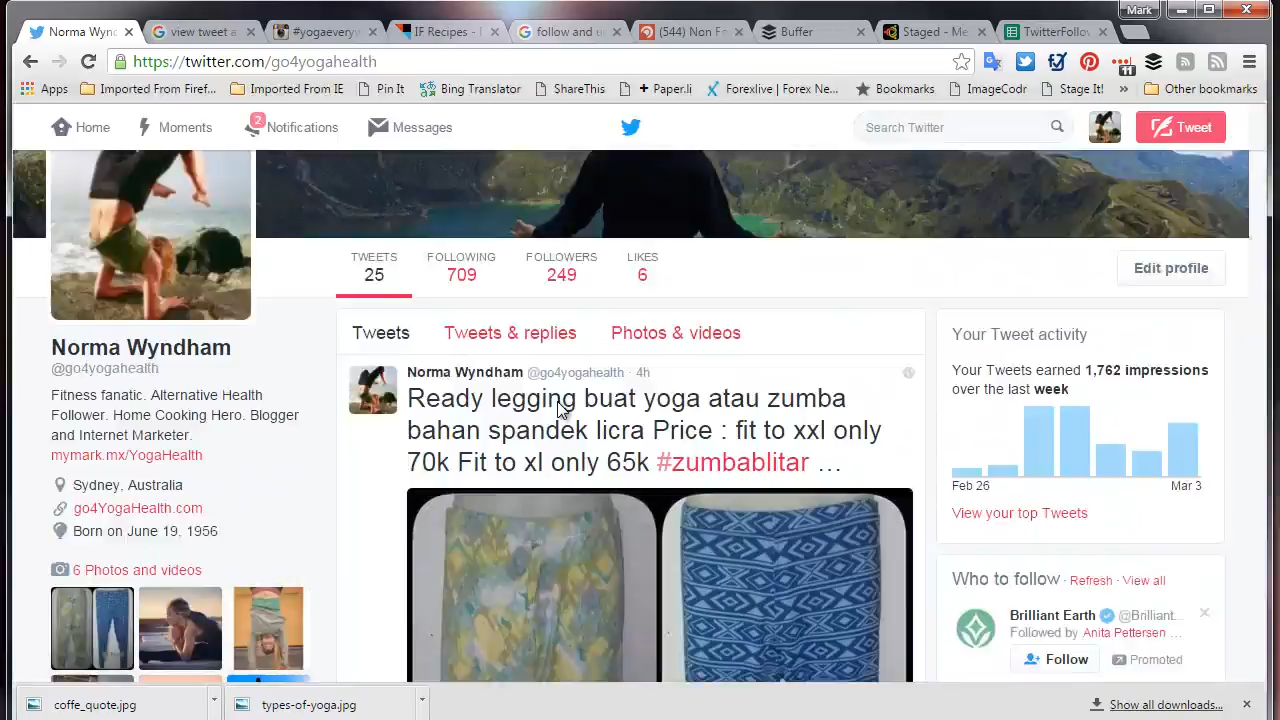 Mark
Norma Wync
view tweet a
#yogaeveryw
IF Recipes -
follow and u
(544) Non F
Buffer
Staged - Me
TwitterFollov
https://twitter.com/go4yogahealth
11
Apps
Imported From Firef...
Imported From IE
Pin It
Bing Translator
ShareThis
+ Paper.li
Forexlive | Forex Ne...
Bookmarks
ImageCodr
Stage It!
»
Other bookmarks
Home
Moments
2
Notifications
Messages
Search Twitter
Tweet
TWEETS
25
FOLLOWING
709
FOLLOWERS
249
LIKES
6
Edit profile
Norma Wyndham
@go4yogahealth
Fitness fanatic. Alternative Health
Follower. Home Cooking Hero. Blogger
and Internet Marketer.
mymark.mx/YogaHealth
Sydney, Australia
go4YogaHealth.com
Born on June 19, 1956
6 Photos and videos
Tweets
Tweets & replies
Photos & videos
Norma Wyndham @go4yogahealth · 4h
Ready legging buat yoga atau zumba
bahan spandek licra Price : fit to xxl only
70k Fit to xl only 65k #zumbablitar …
Your Tweet activity
Your Tweets earned 1,762 impressions
over the last week
Feb 26
Mar 3
View your top Tweets
Who to follow · Refresh · View all
Brilliant Earth @Brilliant...
Followed by Anita Pettersen ...
Follow
Promoted
coffe_quote.jpg
types-of-yoga.jpg
Show all downloads...